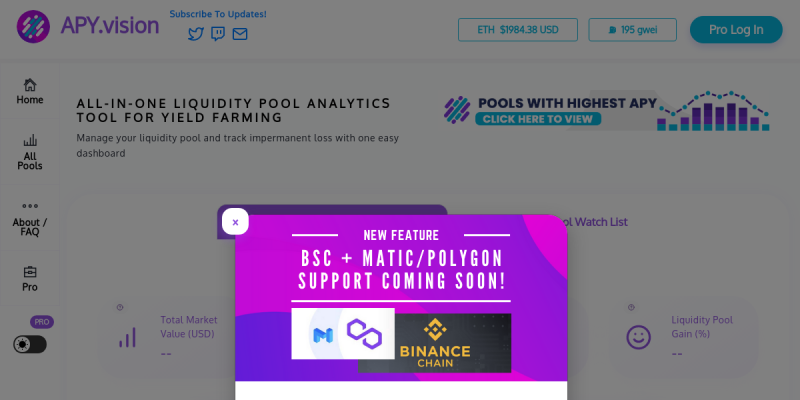 Subscribe To Updates!
APY.vision
ETH $1984.38 USD
195 gwei
Pro Log In
Home
All Pools
About / FAQ
Pro
PRO
ALL-IN-ONE LIQUIDITY POOL ANALYTICS
TOOL FOR YIELD FARMING
Manage your liquidity pool and track impermanent loss with one easy
dashboard
POOLS WITH HIGHEST APY
CLICK HERE TO VIEW
Watch List
x
NEW FEATURE
BSC + MATIC/POLYGON
SUPPORT COMING SOON!
BINANCE
CHAIN
Total Market
Value (USD)
--
Liquidity Pool
Gain (%)
--